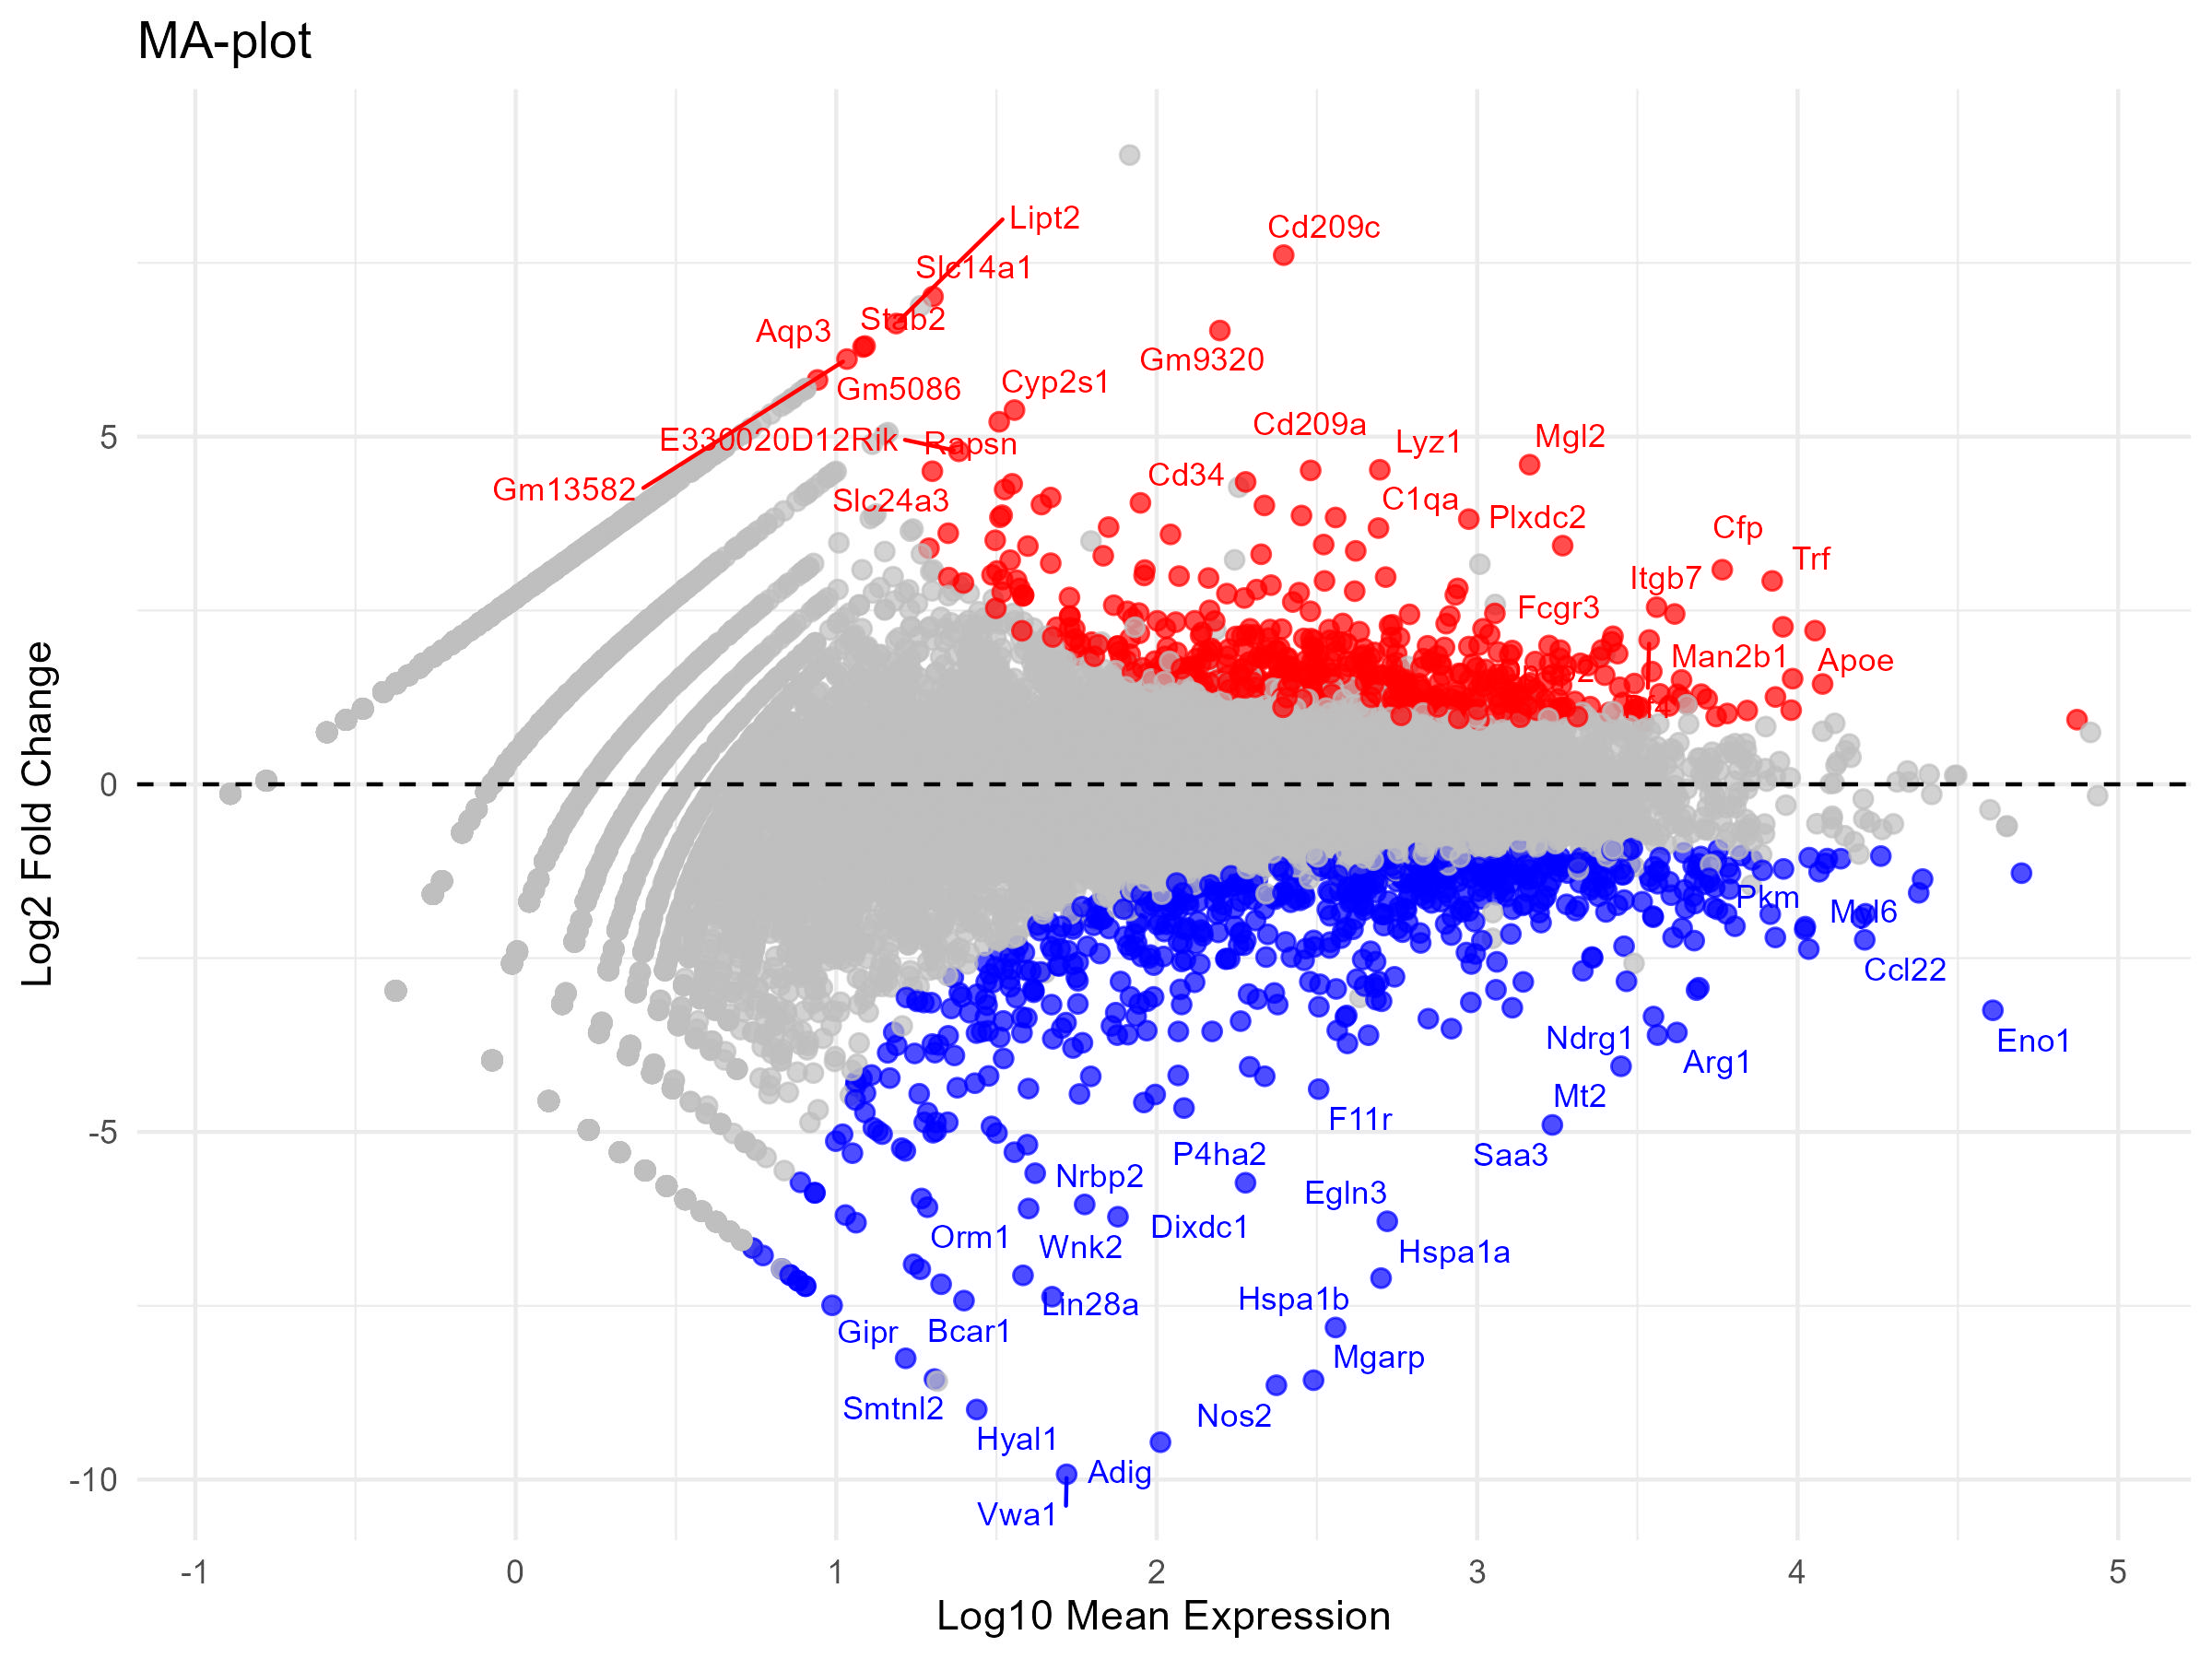 MA-plot
Lipt2
Cd209c
Slc14a1
Aqp3
Stab2
Gm9320
Gm5086
Cyp2s1
Cd209a
E330020D12Rik
Rapsn
Lyz1
Mgl2
Cd34
Gm13582
Slc24a3
C1qa
Plxdc2
Cfp
Trf
Itgb7
Fcgr3
Man2b1
Apoe
Pkm
Ccl22
Ndrg1
Eno1
Arg1
Mt2
F11r
P4ha2
Saa3
Nrbp2
Egln3
Orm1
Wnk2
Dixdc1
Hspa1a
Lin28a
Hspa1b
Gipr
Bcar1
Mgarp
Smtnl2
Nos2
Hyal1
Adig
Vwa1
5
0
-5
-10
Log2 Fold Change
-1
0
1
2
3
4
5
Log10 Mean Expression